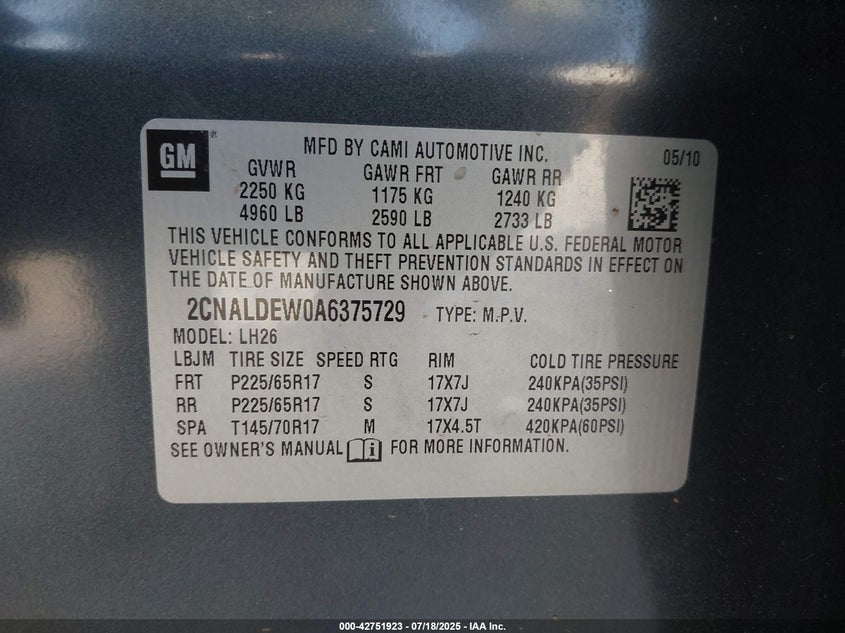 GM ®
MFD BY CAMI AUTOMOTIVE INC. 05/10
GVWR GAWR FRT GAWR RR
2250 KG 1175 KG 1240 KG
4960 LB 2590 LB 2733 LB
THIS VEHICLE CONFORMS TO ALL APPLICABLE U.S. FEDERAL MOTOR
VEHICLE SAFETY AND THEFT PREVENTION STANDARDS IN EFFECT ON
THE DATE OF MANUFACTURE SHOWN ABOVE.
2CNALDEW0A6375729 TYPE: M.P.V.
MODEL: LH26
LBJM TIRE SIZE SPEED RTG RIM COLD TIRE PRESSURE
FRT P225/65R17 S 17X7J 240KPA(35PSI)
RR P225/65R17 S 17X7J 240KPA(35PSI)
SPA T145/70R17 M 17X4.5T 420KPA(60PSI)
SEE OWNER'S MANUAL i FOR MORE INFORMATION.
000-42751923 - 07/18/2025 - IAA Inc.